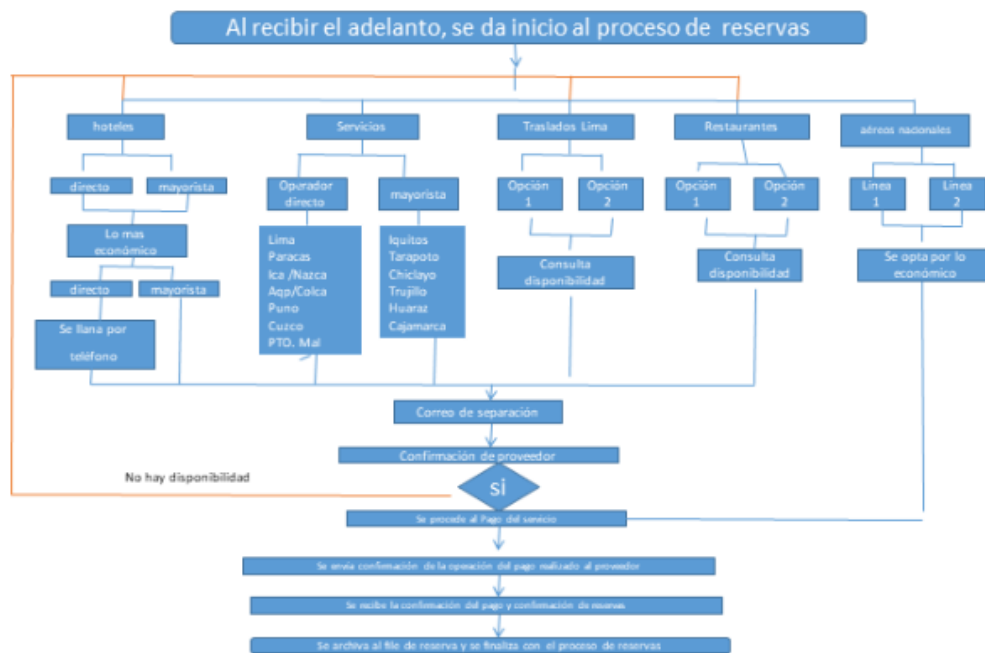 Al recibir el adelanto, se da inicio al proceso de reservas
hoteles
Servicios
Traslados Lima
Restaurantes
aéreos nacionales
directo
mayorista
Operador
directo
mayorista
Opción
1
Opción
2
Opción
1
Opción
2
Linea
1
Linea
2
Lo mas
económico
directo
mayorista
Se llana por
teléfono
Lima
Paracas
Ica /Nazca
Aqp/Colca
Puno
Cuzco
PTO. Mal
Iquitos
Tarapoto
Chiclayo
Trujillo
Huaraz
Cajamarca
Consulta
disponibilidad
Consulta
disponibilidad
Se opta por lo
económico
Correo de separación
Confirmación de proveedor
No hay disponibilidad
si
Se procede al Pago del servicio
Se envía confirmación de la operación del pago realizado al proveedor
Se recibe la confirmación del pago y confirmación de reservas
Se archiva al file de reserva y se finaliza con el proceso de reservas